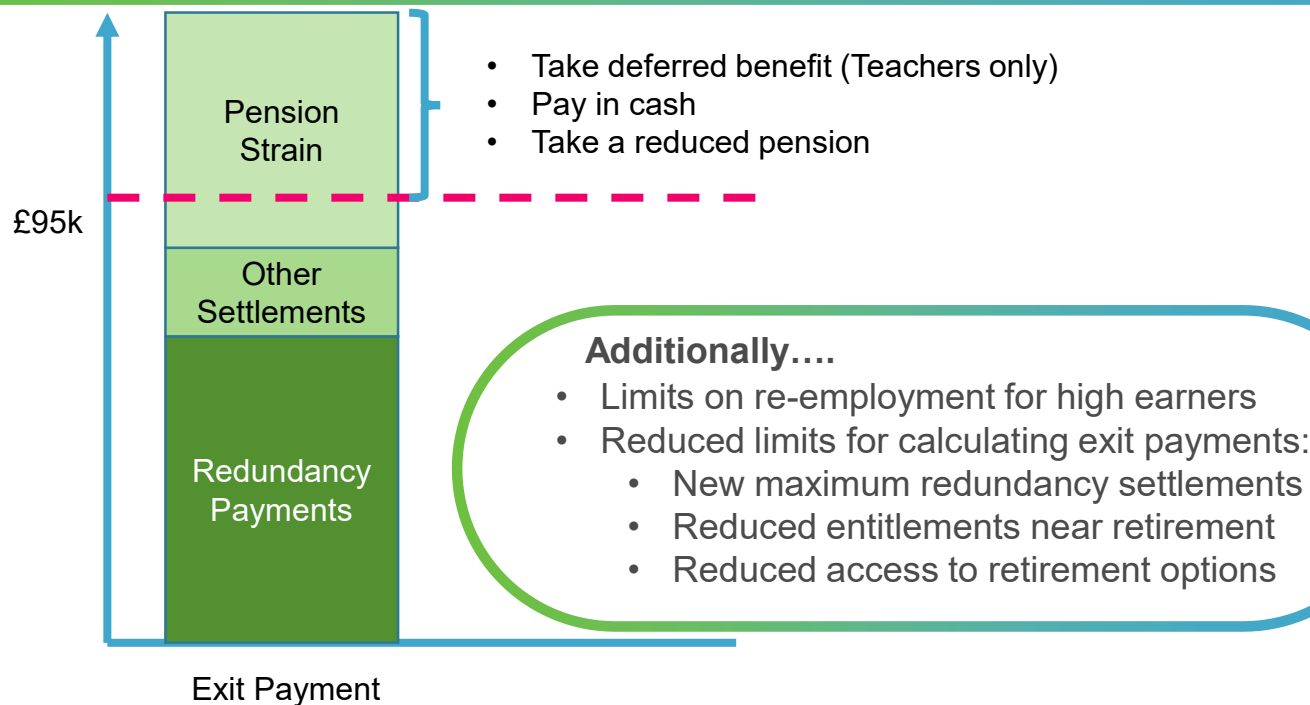 Pension
Strain
• Take deferred benefit (Teachers only)
• Pay in cash
• Take a reduced pension
£95k
Other
Settlements
Redundancy
Payments
Additionally….
• Limits on re-employment for high earners
• Reduced limits for calculating exit payments:
• New maximum redundancy settlements
• Reduced entitlements near retirement
• Reduced access to retirement options
Exit Payment